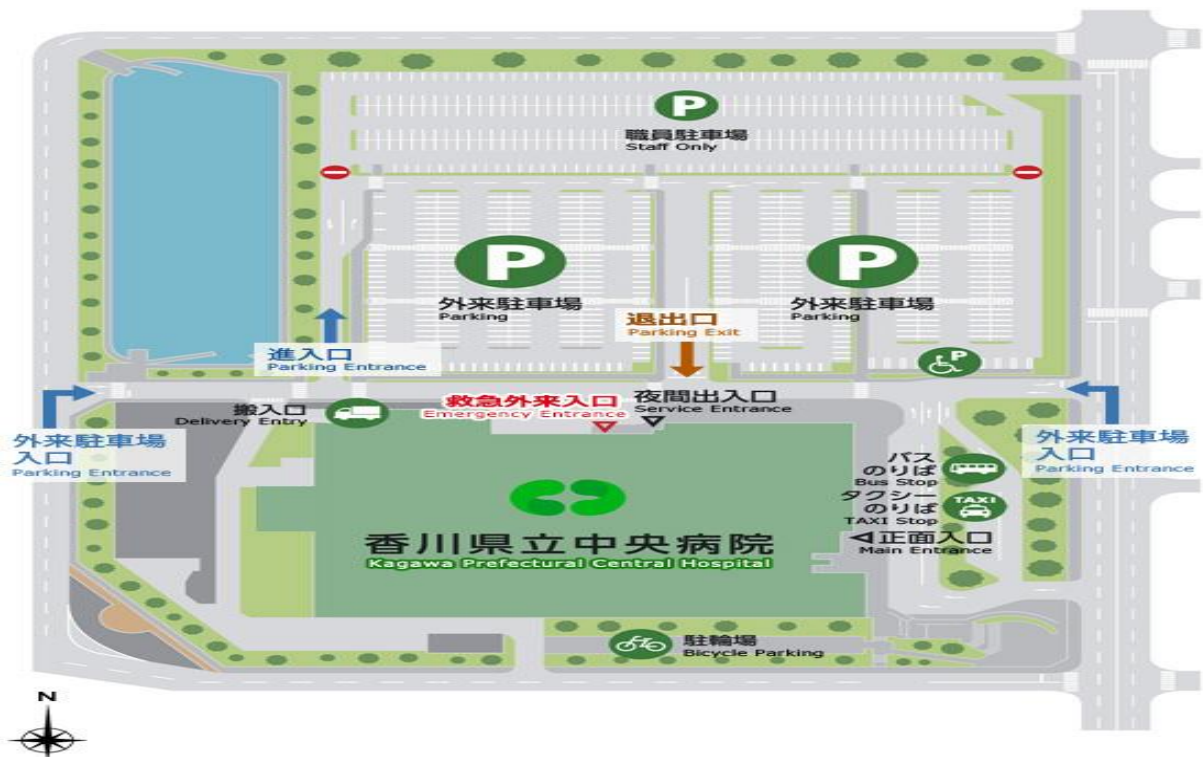 P
職員駐車場
Staff Only
P
外来駐車場
Parking
P
外来駐車場
Parking
退出口
Parking Exit
進入口
Parking Entrance
P
搬入口
Delivery Entry
救急外来入口
Emergency Entrance
夜間出入口
Service Entrance
外来駐車場
入口
Parking Entrance
外来駐車場
入口
Parking Entrance
バス
のりば
Bus Stop
タクシー
のりば
TAXI Stop
TAXI
正面入口
Main Entrance
香川県立中央病院
Kagawa Prefectural Central Hospital
駐輪場
Bicycle Parking
N